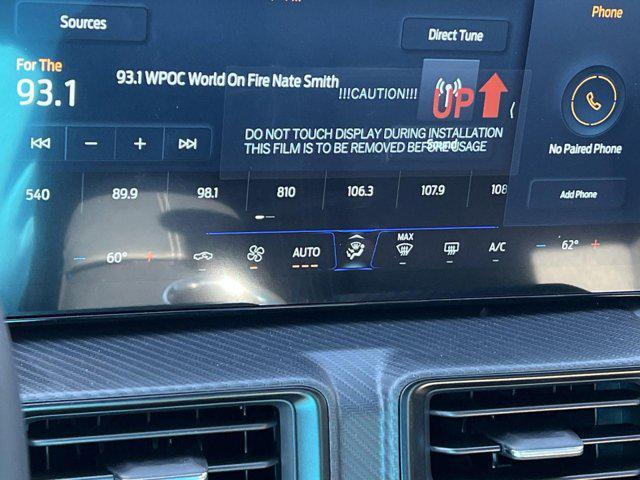 Sources
Direct Tune
Phone
For The
93.1
93.1 WPOC World On Fire Nate Smith
!!!CAUTION!!!
UP
DO NOT TOUCH DISPLAY DURING INSTALLATION
THIS FILM IS TO BE REMOVED BEFORE USAGE
Sound
No Paired Phone
Add Phone
540 89.9 98.1 810 106.3 107.9 108
60° AUTO MAX A/C 62°